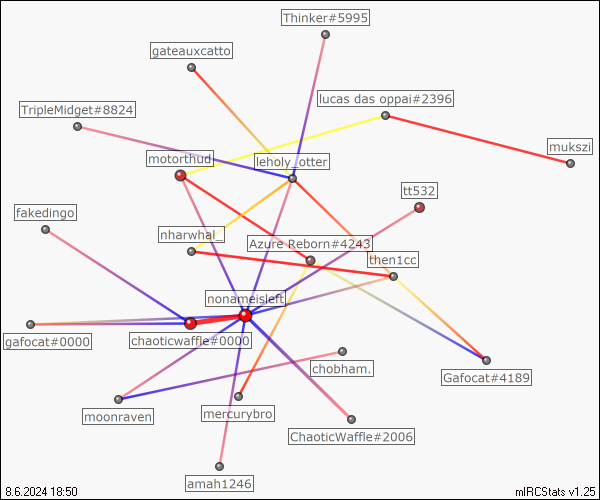 Thinker#5995
gateauxcatto
lucas das oppai#2396
TripleMidget#8824
mukszi
motorthud
leholy_otter
tt532
fakedingo
nharwhal_
Azure Reborn#4243
then1cc
nonameisleft
gafocat#0000
chaoticwaffle#0000
chobham.
Gafocat#4189
moonraven
mercurybro
ChaoticWaffle#2006
amah1246
8.6.2024 18:50
mIRCStats v1.25